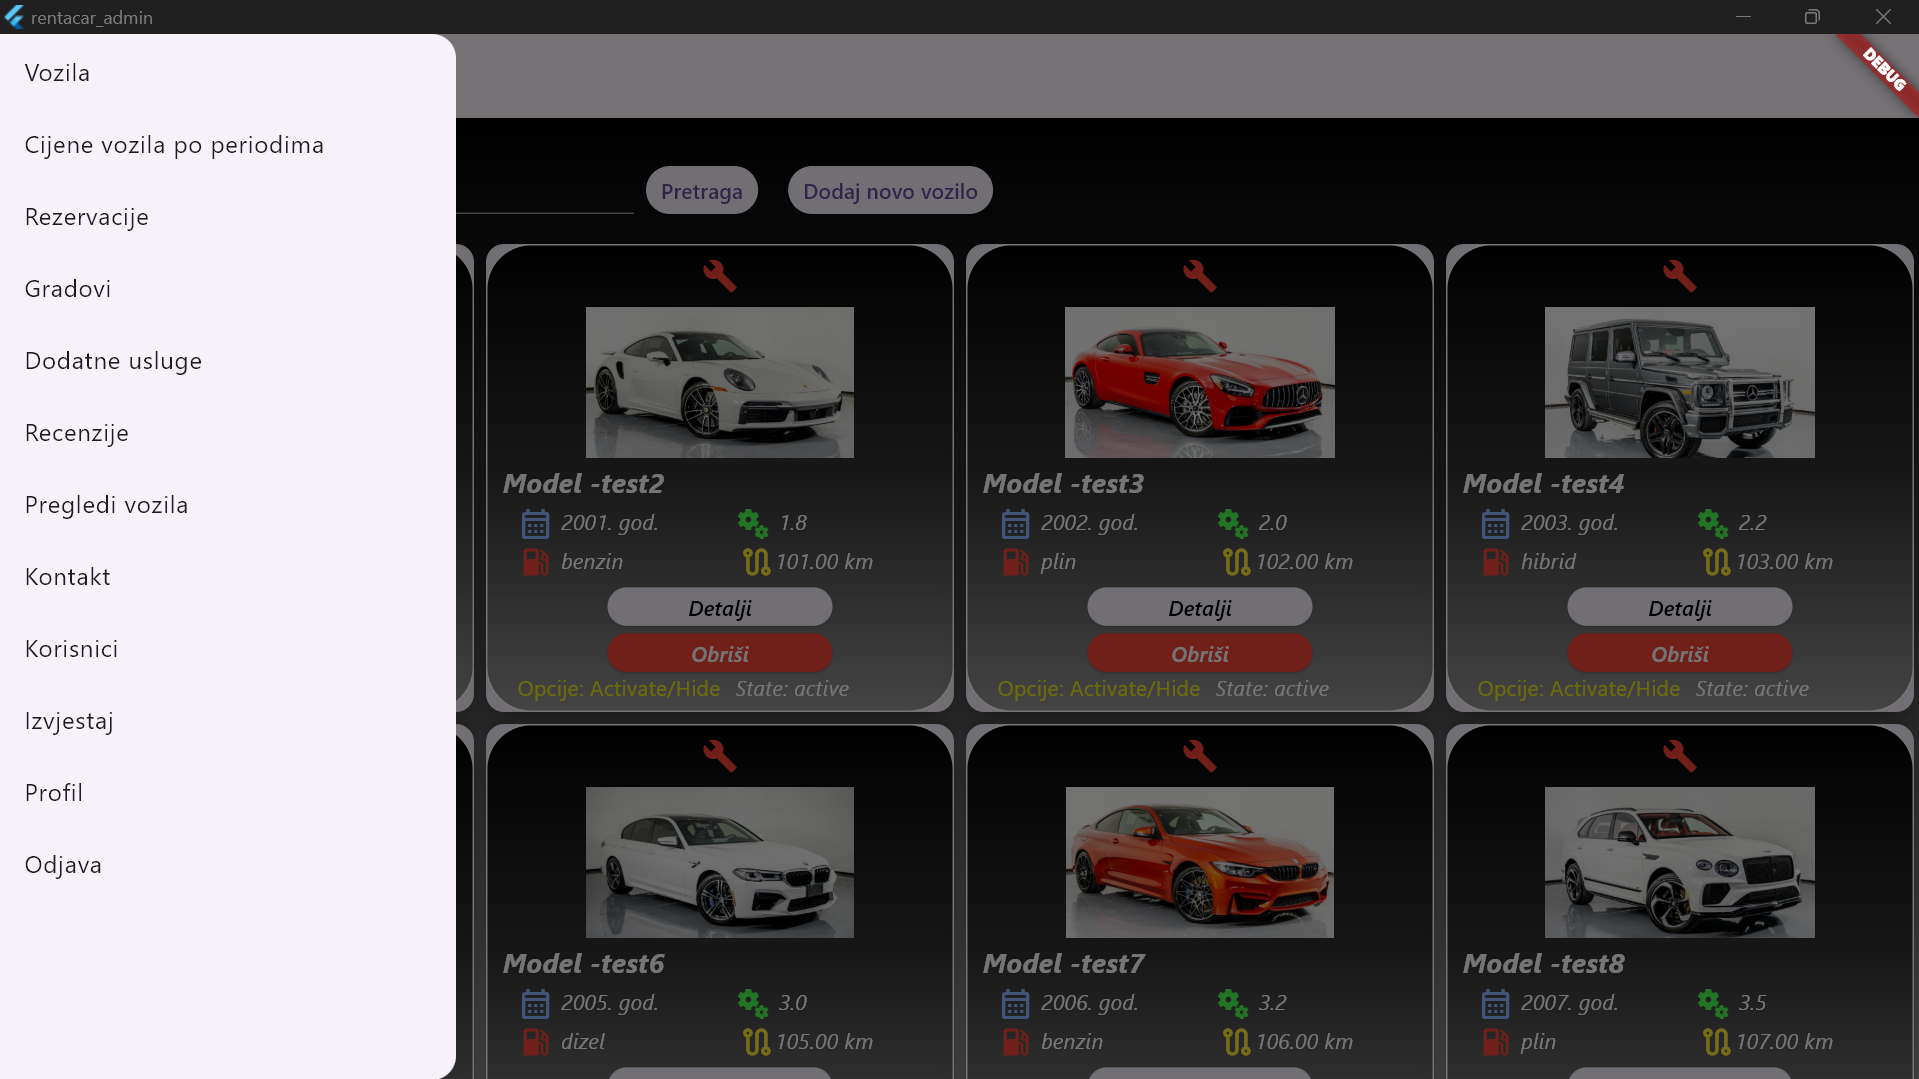 rentacar_admin
DEBUG
Vozila
Cijene vozila po periodima
Rezervacije
Gradovi
Dodatne usluge
Recenzije
Pregledi vozila
Kontakt
Korisnici
Izvjestaj
Profil
Odjava
Pretraga
Dodaj novo vozilo
Model -test2
2001. god.
1.8
benzin
101.00 km
Detalji
Obriši
Opcije: Activate/Hide State: active
Model -test3
2002. god.
2.0
plin
102.00 km
Detalji
Obriši
Opcije: Activate/Hide State: active
Model -test4
2003. god.
2.2
hibrid
103.00 km
Detalji
Obriši
Opcije: Activate/Hide State: active
Model -test6
2005. god.
3.0
dizel
105.00 km
Model -test7
2006. god.
3.2
benzin
106.00 km
Model -test8
2007. god.
3.5
plin
107.00 km